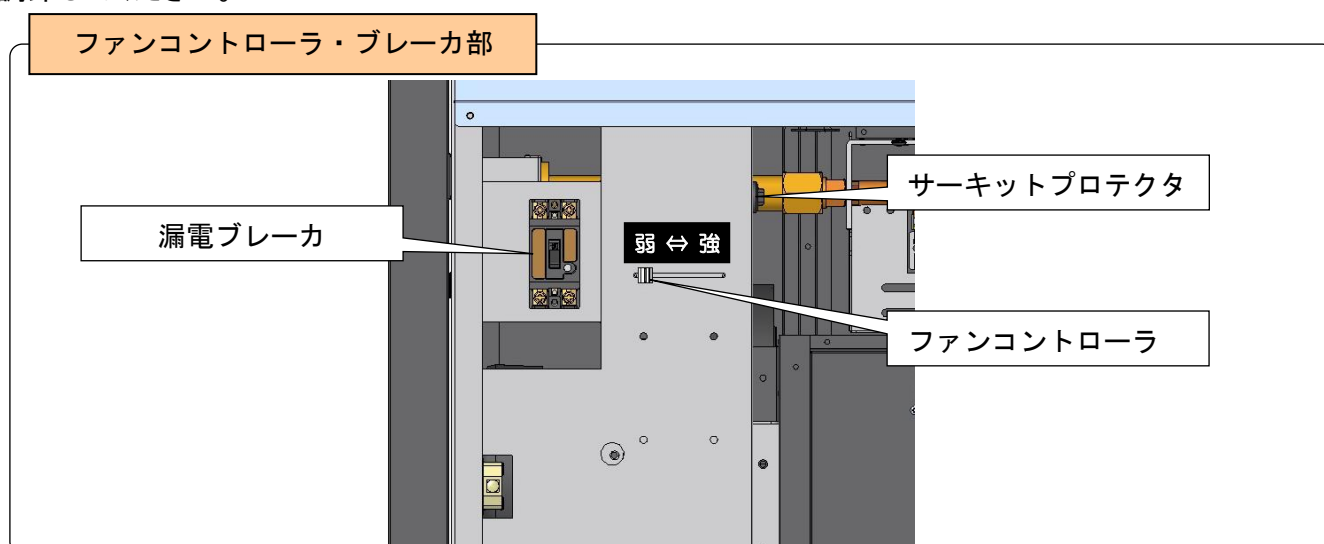 ファンコントローラ・ブレーカ部
サーキットプロテクタ
漏電ブレーカ
弱 ⇔ 強
ファンコントローラ